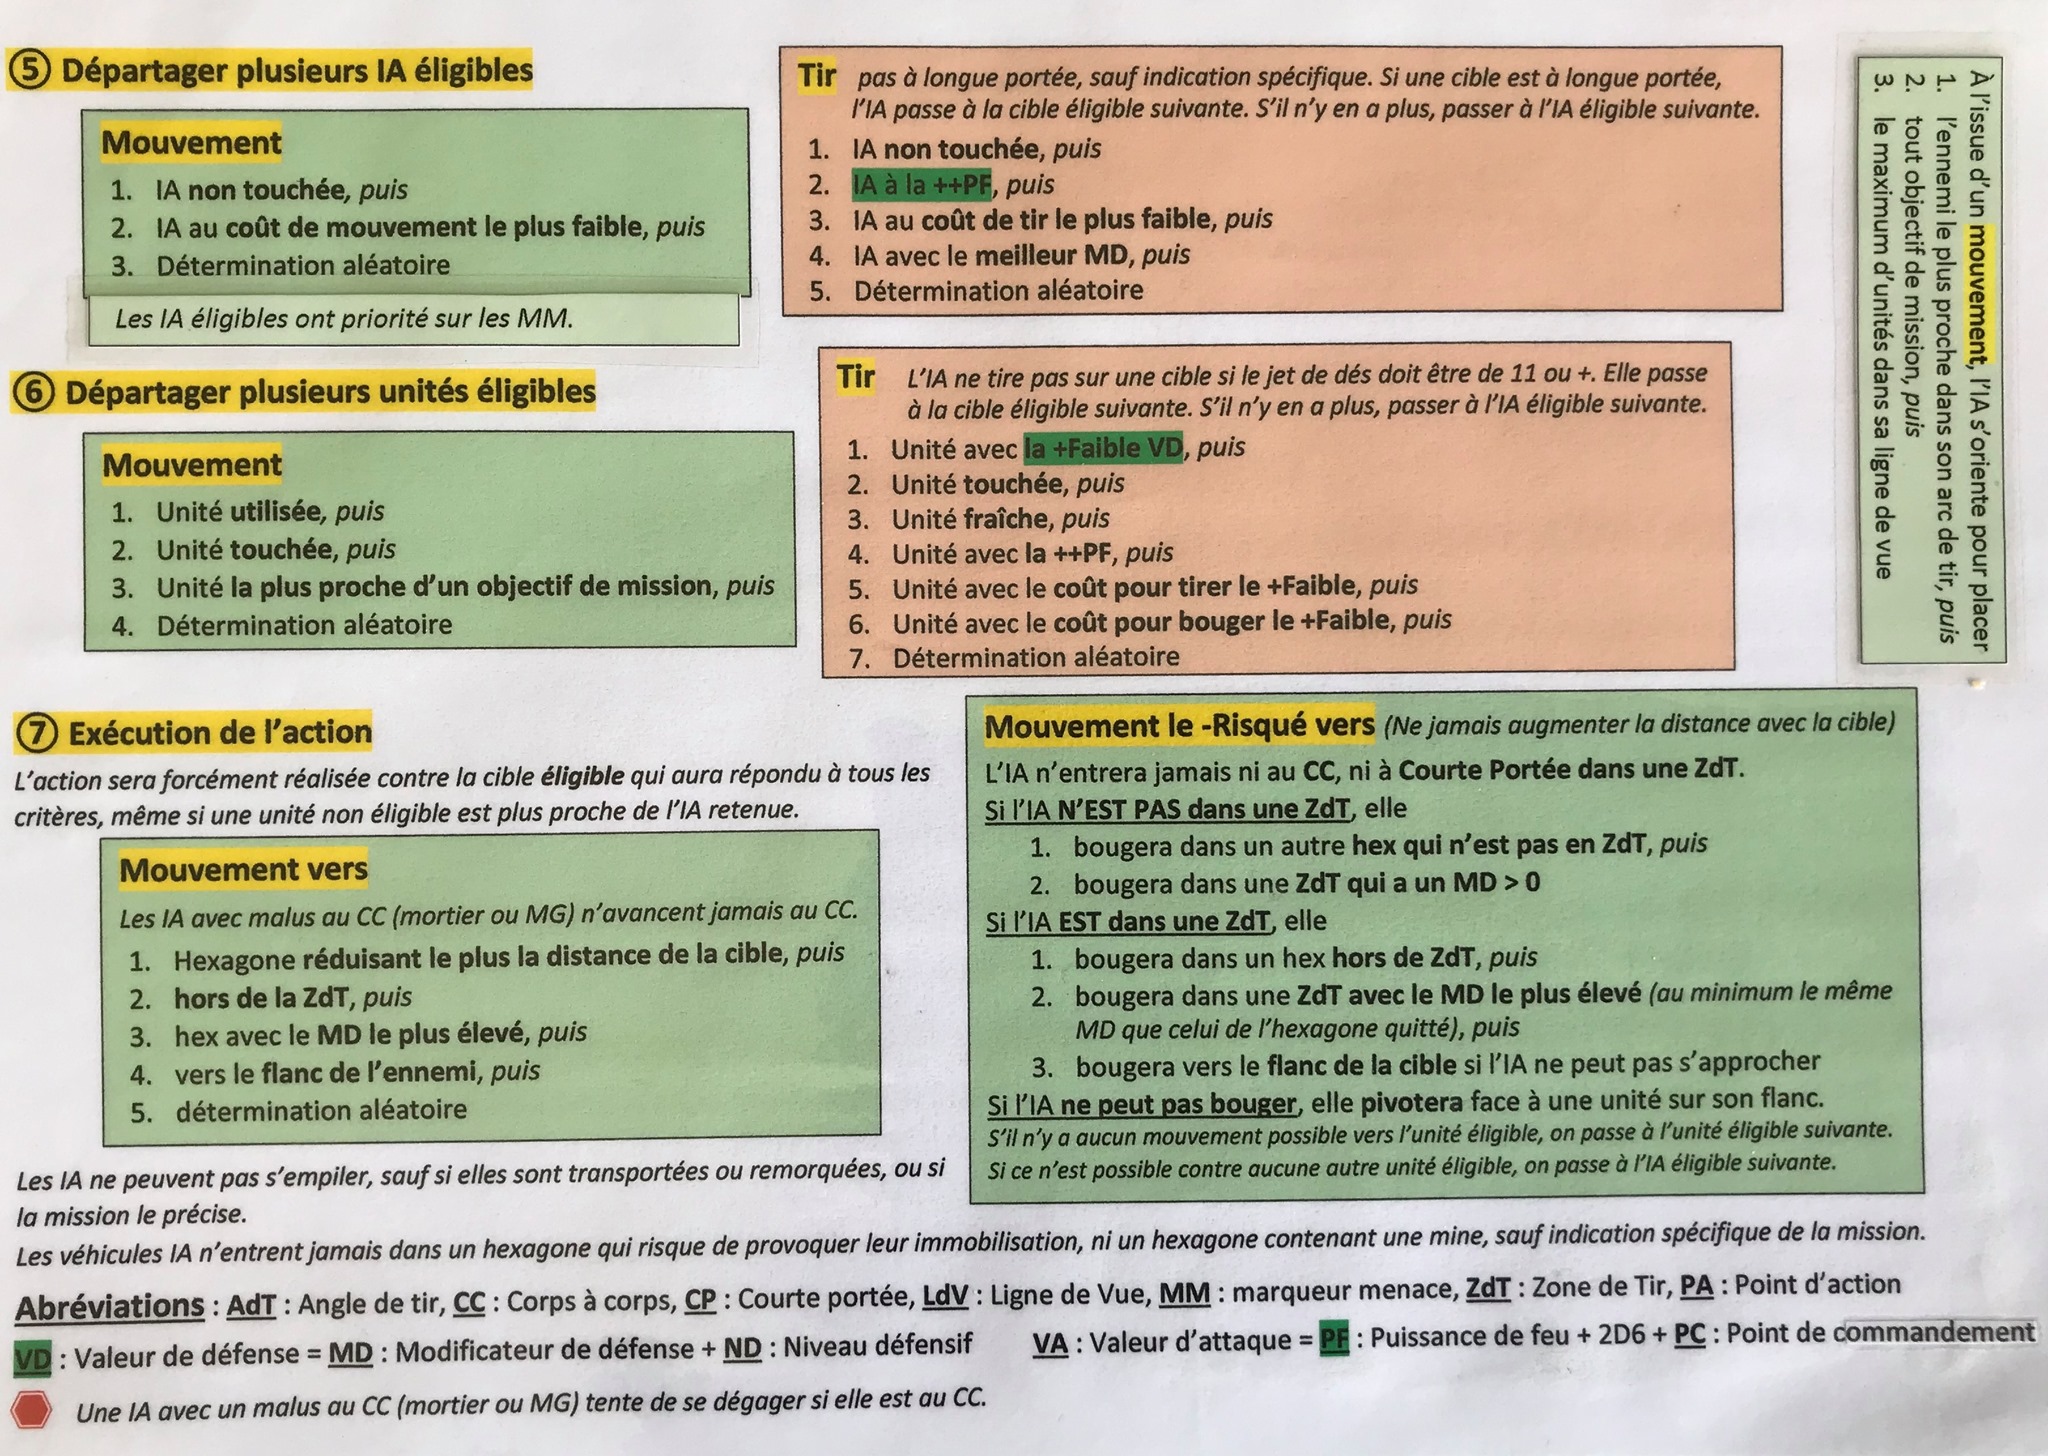 ⑤ Départager plusieurs IA éligibles
Mouvement
1. IA non touchée, puis
2. IA au coût de mouvement le plus faible, puis
3. Détermination aléatoire
Les IA éligibles ont priorité sur les MM.
Tir pas à longue portée, sauf indication spécifique. Si une cible est à longue portée,
l'IA passe à la cible éligible suivante. S'il n'y en a plus, passer à l'IA éligible suivante.
1. IA non touchée, puis
2. IA à la ++PF, puis
3. IA au coût de tir le plus faible, puis
4. IA avec le meilleur MD, puis
5. Détermination aléatoire
À l'issue d'un mouvement, l'IA s'oriente pour placer
1. l'ennemi le plus proche dans son arc de tir, puis
2. tout objectif de mission, puis
3. le maximum d'unités dans sa ligne de vue
⑥ Départager plusieurs unités éligibles
Mouvement
1. Unité utilisée, puis
2. Unité touchée, puis
3. Unité la plus proche d'un objectif de mission, puis
4. Détermination aléatoire
Tir L'IA ne tire pas sur une cible si le jet de dés doit être de 11 ou +. Elle passe
à la cible éligible suivante. S'il n'y en a plus, passer à l'IA éligible suivante.
1. Unité avec la +Faible VD, puis
2. Unité touchée, puis
3. Unité fraîche, puis
4. Unité avec la ++PF, puis
5. Unité avec le coût pour tirer le +Faible, puis
6. Unité avec le coût pour bouger le +Faible, puis
7. Détermination aléatoire
⑦ Exécution de l'action
L'action sera forcément réalisée contre la cible éligible qui aura répondu à tous les
critères, même si une unité non éligible est plus proche de l'IA retenue.
Mouvement vers
Les IA avec malus au CC (mortier ou MG) n'avancent jamais au CC.
1. Hexagone réduisant le plus la distance de la cible, puis
2. hors de la ZdT, puis
3. hex avec le MD le plus élevé, puis
4. vers le flanc de l'ennemi, puis
5. détermination aléatoire
Mouvement le -Risqué vers (Ne jamais augmenter la distance avec la cible)
L'IA n'entrera jamais ni au CC, ni à Courte Portée dans une ZdT.
Si l'IA N'EST PAS dans une ZdT, elle
1. bougera dans un autre hex qui n'est pas en ZdT, puis
2. bougera dans une ZdT qui a un MD > 0
Si l'IA EST dans une ZdT, elle
1. bougera dans un hex hors de ZdT, puis
2. bougera dans une ZdT avec le MD le plus élevé (au minimum le même
MD que celui de l'hexagone quitté), puis
3. bougera vers le flanc de la cible si l'IA ne peut pas s'approcher
Si l'IA ne peut pas bouger, elle pivotera face à une unité sur son flanc.
S'il n'y a aucun mouvement possible vers l'unité éligible, on passe à l'unité éligible suivante.
Si ce n'est possible contre aucune autre unité éligible, on passe à l'IA éligible suivante.
Les IA ne peuvent pas s'empiler, sauf si elles sont transportées ou remorquées, ou si
la mission le précise.
Les véhicules IA n'entrent jamais dans un hexagone qui risque de provoquer leur immobilisation, ni un hexagone contenant une mine, sauf indication spécifique de la mission.
Abréviations : AdT : Angle de tir, CC : Corps à corps, CP : Courte portée, LdV : Ligne de Vue, MM : marqueur menace, ZdT : Zone de Tir, PA : Point d'action
VD : Valeur de défense = MD : Modificateur de défense + ND : Niveau défensif VA : Valeur d'attaque = PF : Puissance de feu + 2D6 + PC : Point de commandement
Une IA avec un malus au CC (mortier ou MG) tente de se dégager si elle est au CC.